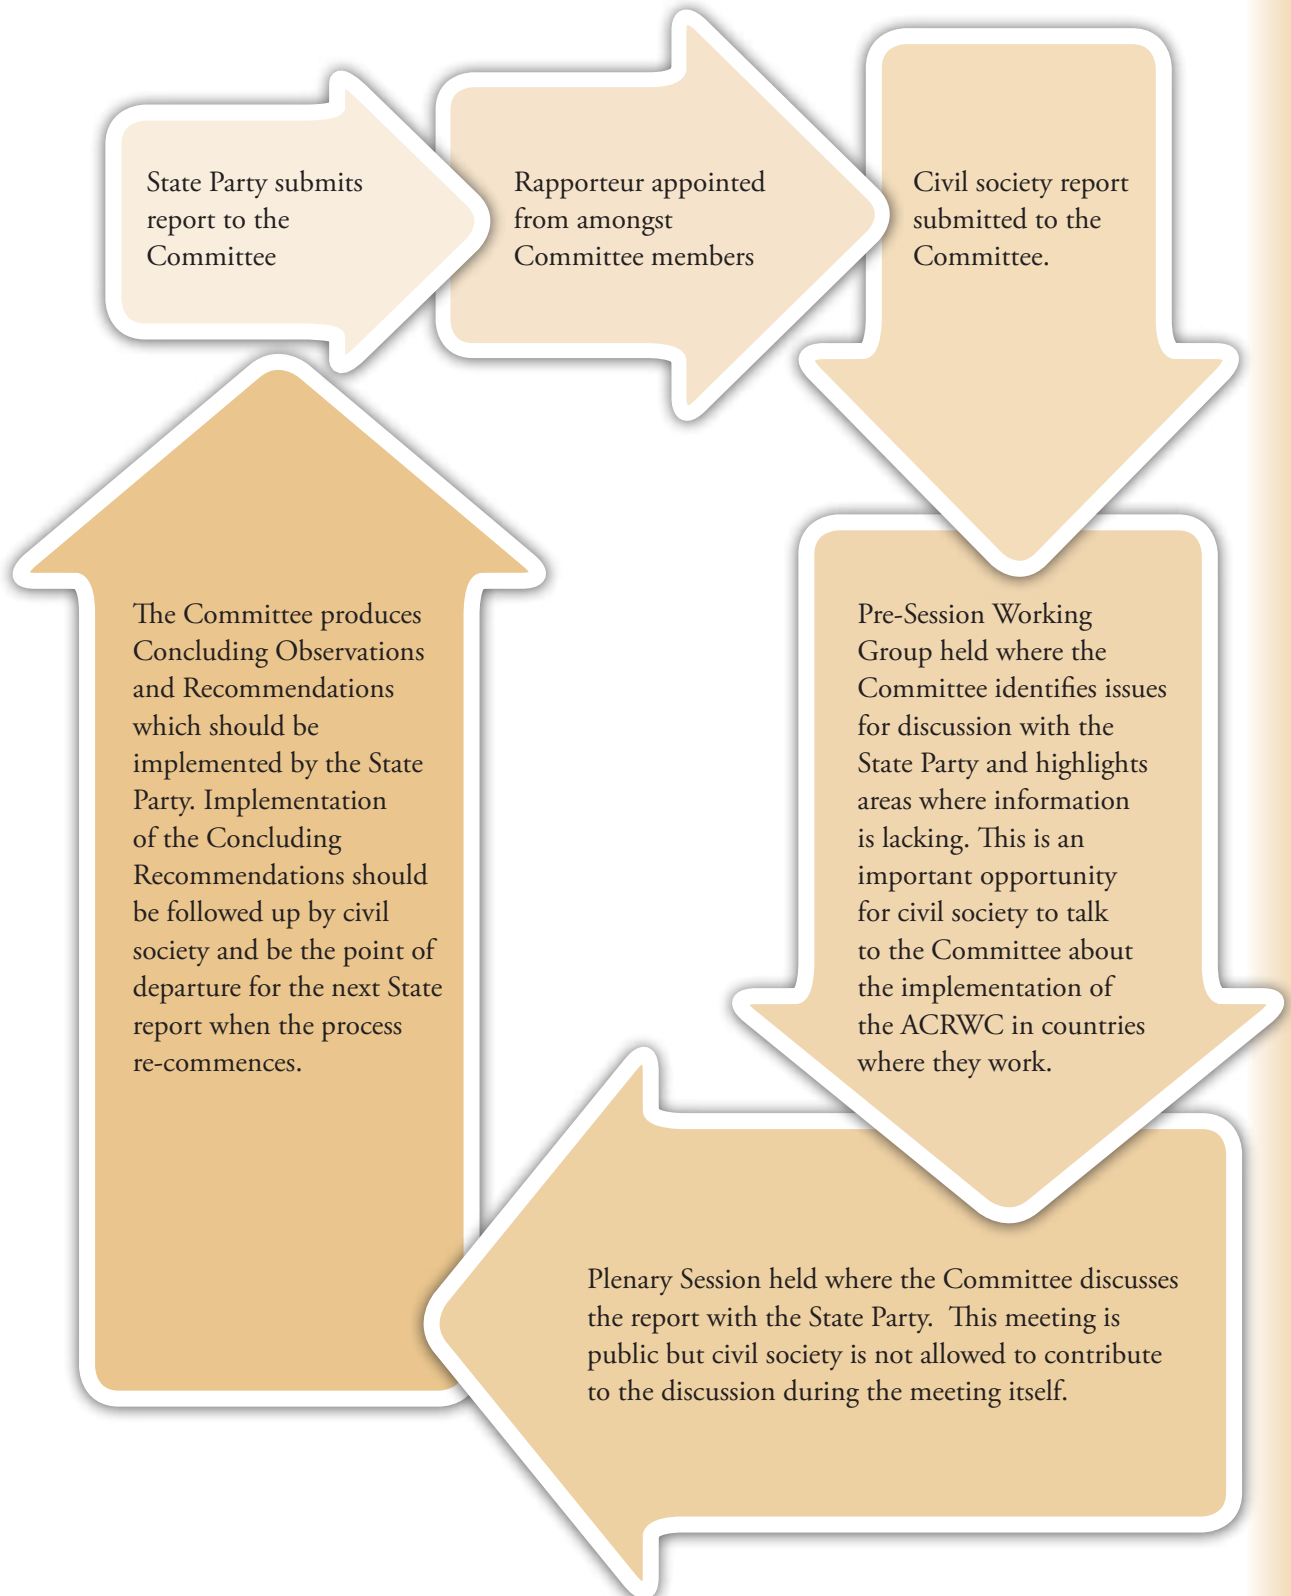 State Party submits
report to the
Committee
Rapporteur appointed
from amongst
Committee members
Civil society report
submitted to the
Committee.
Pre-Session Working
Group held where the
Committee identifies issues
for discussion with the
State Party and highlights
areas where information
is lacking. This is an
important opportunity
for civil society to talk
to the Committee about
the implementation of
the ACRWC in countries
where they work.
Plenary Session held where the Committee discusses
the report with the State Party.  This meeting is
public but civil society is not allowed to contribute
to the discussion during the meeting itself.
The Committee produces
Concluding Observations
and Recommendations
which should be
implemented by the State
Party. Implementation
of the Concluding
Recommendations should
be followed up by civil
society and be the point of
departure for the next State
report when the process
re-commences.